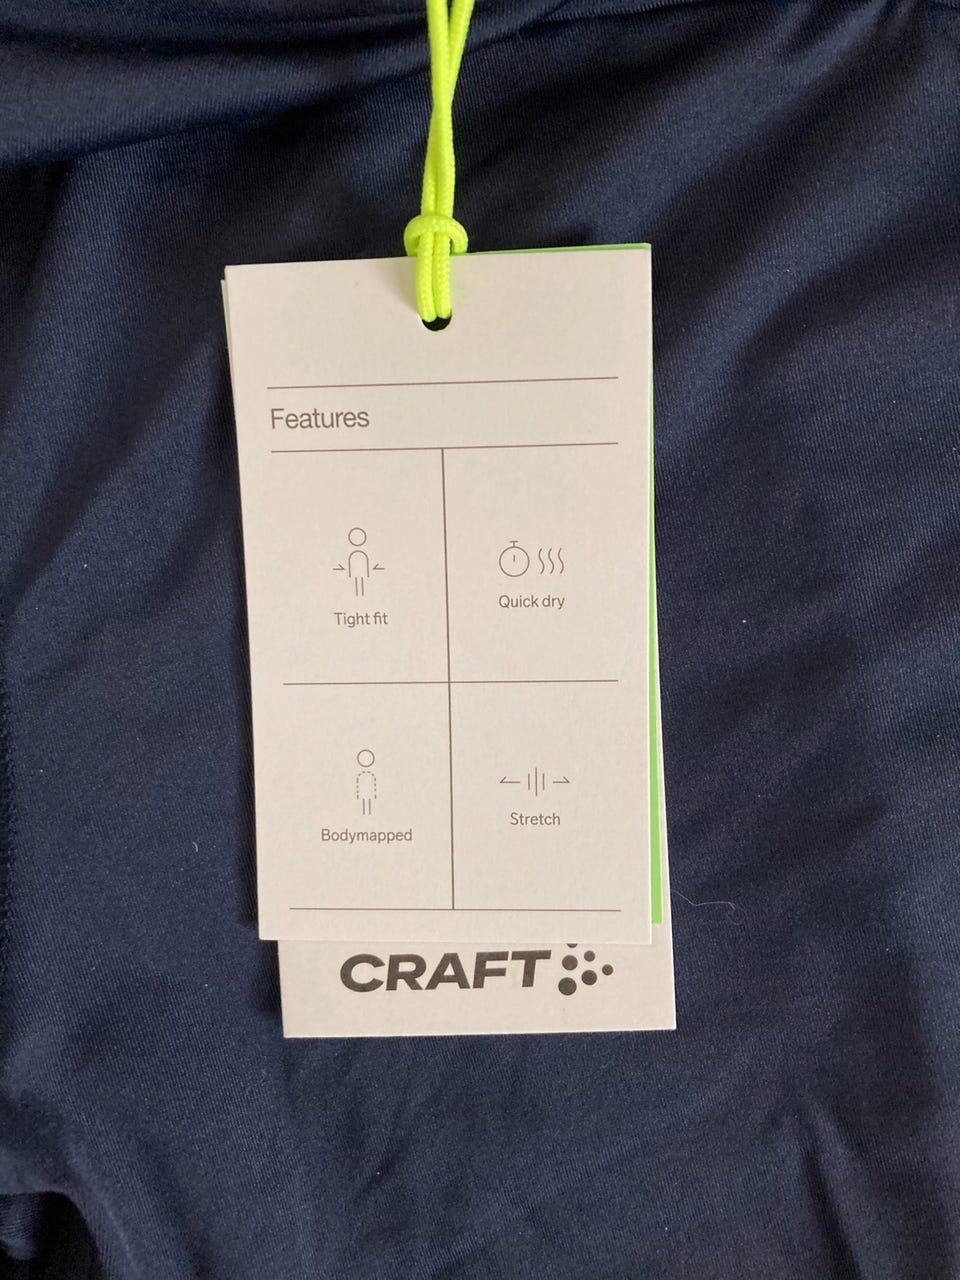 Features
Tight fit
Quick dry
Bodymapped
Stretch
CRAFT